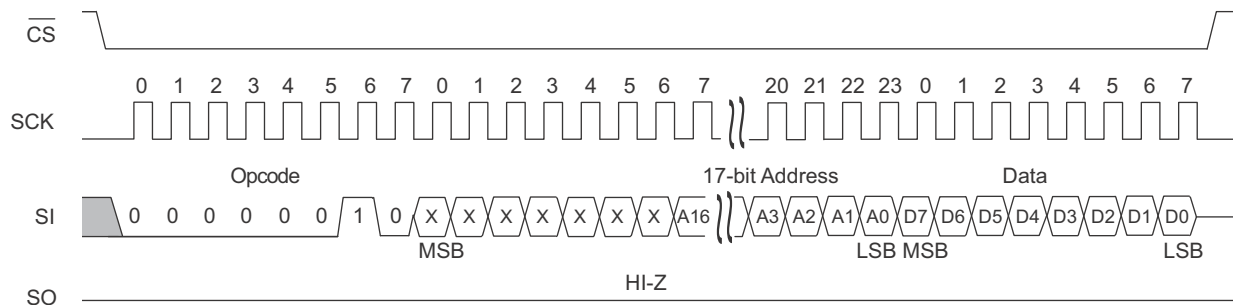 CS
0 1 2 3 4 5 6 7 0 1 2 3 4 5 6 7 20 21 22 23 0 1 2 3 4 5 6 7
SCK
Opcode 17-bit Address Data
SI 0 0 0 0 0 0 1 0 X X X X X X X A16 A3 A2 A1 A0 D7 D6 D5 D4 D3 D2 D1 D0
MSB LSB MSB LSB
HI-Z
SO